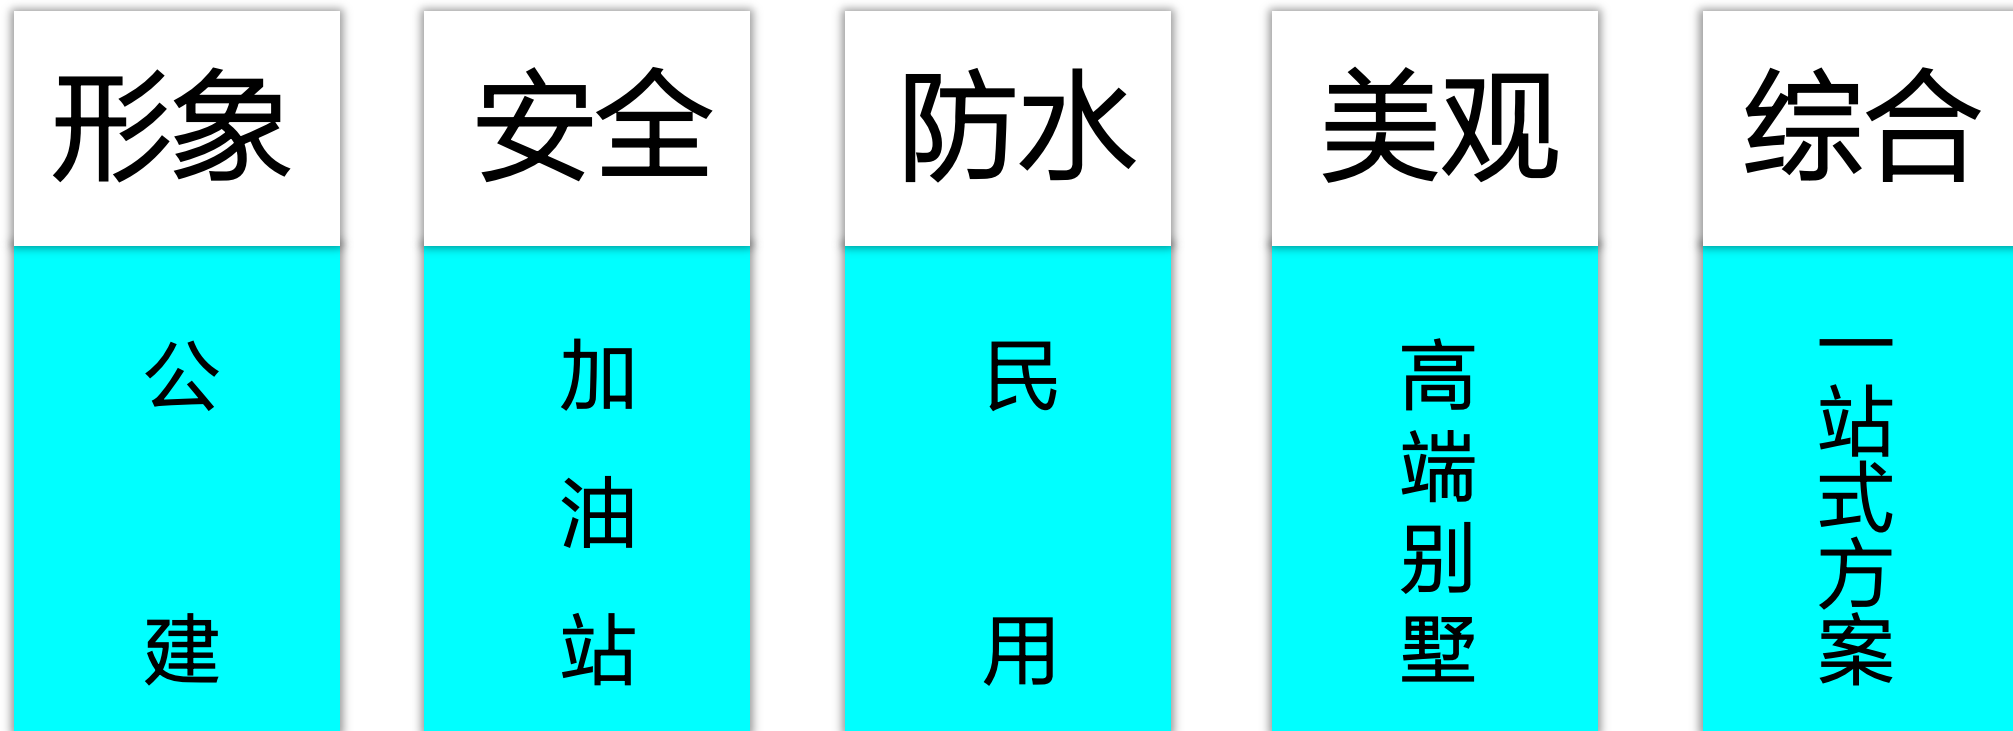 形象
公建
安全
加油站
防水
民用
美观
高端别墅
综合
一站式方案